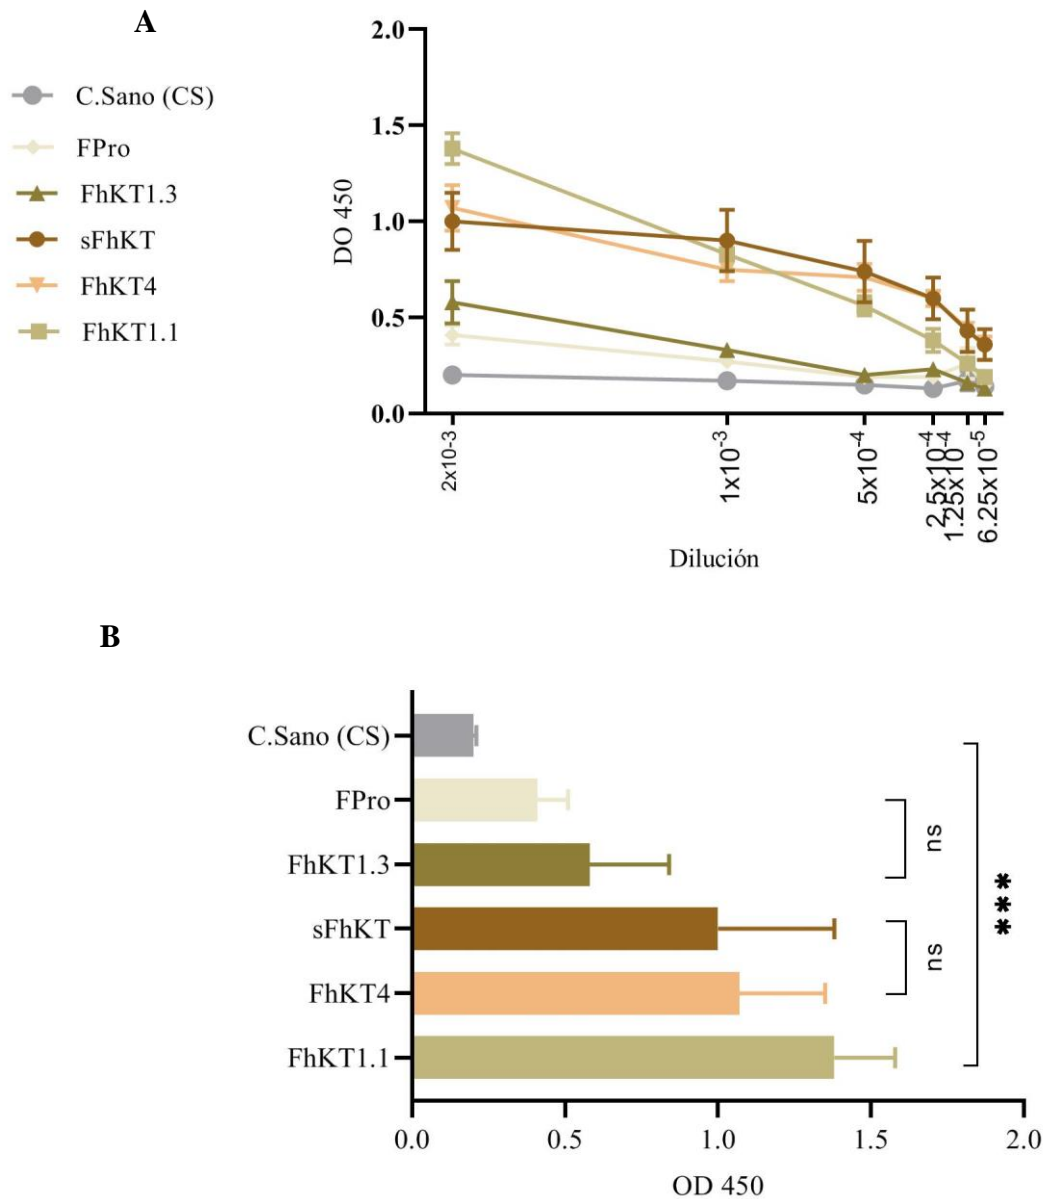 A
C.Sano (CS)
FPro
FhKT1.3
sFhKT
FhKT4
FhKT1.1
DO 450
2.0
1.5
1.0
0.5
0.0
2x10-3
1x10⁻³
5x10⁻⁴
2.5x10⁻⁴
1.25x10⁻⁴
6.25x10⁻⁵
Dilución
B
C.Sano (CS)
FPro
FhKT1.3
sFhKT
FhKT4
FhKT1.1
ns
ns
***
0.0 0.5 1.0 1.5 2.0
OD 450